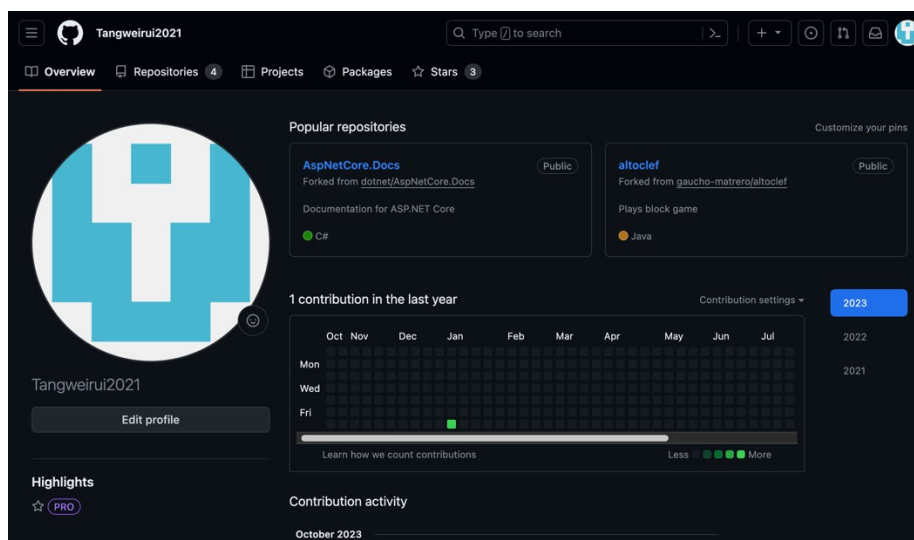 Tangweirui2021
Type / to search
Overview
Repositories 4
Projects
Packages
Stars 3
Popular repositories
Customize your pins
AspNetCore.Docs
Public
Forked from dotnet/AspNetCore.Docs
Documentation for ASP.NET Core
C#
altoclef
Public
Forked from gaucho-matrero/altoclef
Plays block game
Java
1 contribution in the last year
Contribution settings
2023
2022
2021
Oct Nov Dec Jan Feb Mar Apr May Jun Jul
Mon
Wed
Fri
Learn how we count contributions
Less
More
Tangweirui2021
Edit profile
Highlights
PRO
Contribution activity
October 2023